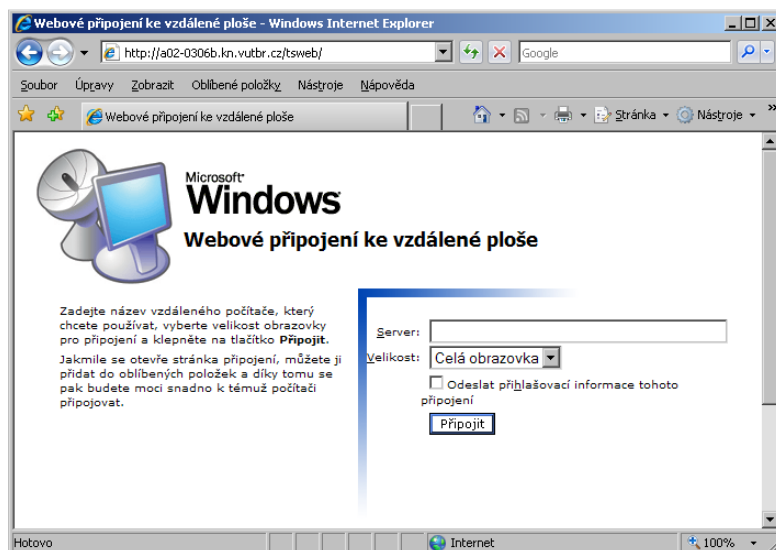 Webové připojení ke vzdálené ploše - Windows Internet Explorer
http://a02-0306b.kn.vutbr.cz/tsweb/
Google
Soubor Úpravy Zobrazit Oblíbené položky Nástroje Nápověda
Webové připojení ke vzdálené ploše
Stránka Nástroje »
Microsoft
Windows
Webové připojení ke vzdálené ploše
Zadejte název vzdáleného počítače, který
chcete používat, vyberte velikost obrazovky
pro připojení a klepněte na tlačítko Připojit.
Jakmile se otevře stránka připojení, můžete ji
přidat do oblíbených položek a díky tomu se
pak budete moci snadno k témuž počítači
připojovat.
Server:
Velikost: Celá obrazovka
Odeslat přihlašovací informace tohoto
připojení
Připojit
Hotovo
Internet
100%